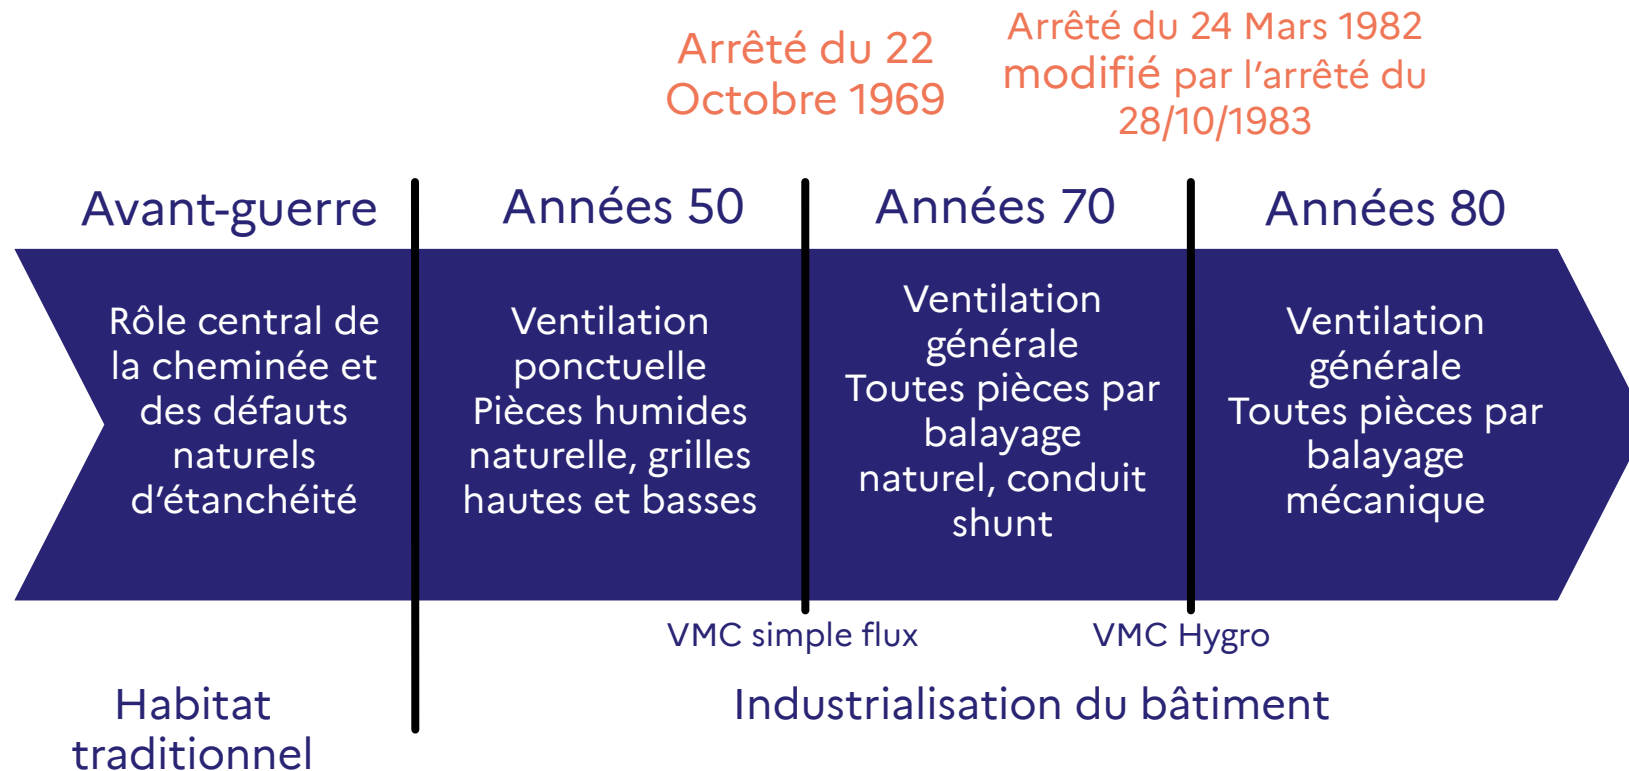 Arrêté du 22
Octobre 1969
Arrêté du 24 Mars 1982
modifié par l'arrêté du
28/10/1983
Avant-guerre
Années 50
Années 70
Années 80
Rôle central de
la cheminée et
des défauts
naturels
d'étanchéité
Ventilation
ponctuelle
Pièces humides
naturelle, grilles
hautes et basses
Ventilation
générale
Toutes pièces par
balayage
naturel, conduit
shunt
Ventilation
générale
Toutes pièces par
balayage
mécanique
VMC simple flux
VMC Hygro
Habitat
traditionnel
Industrialisation du bâtiment